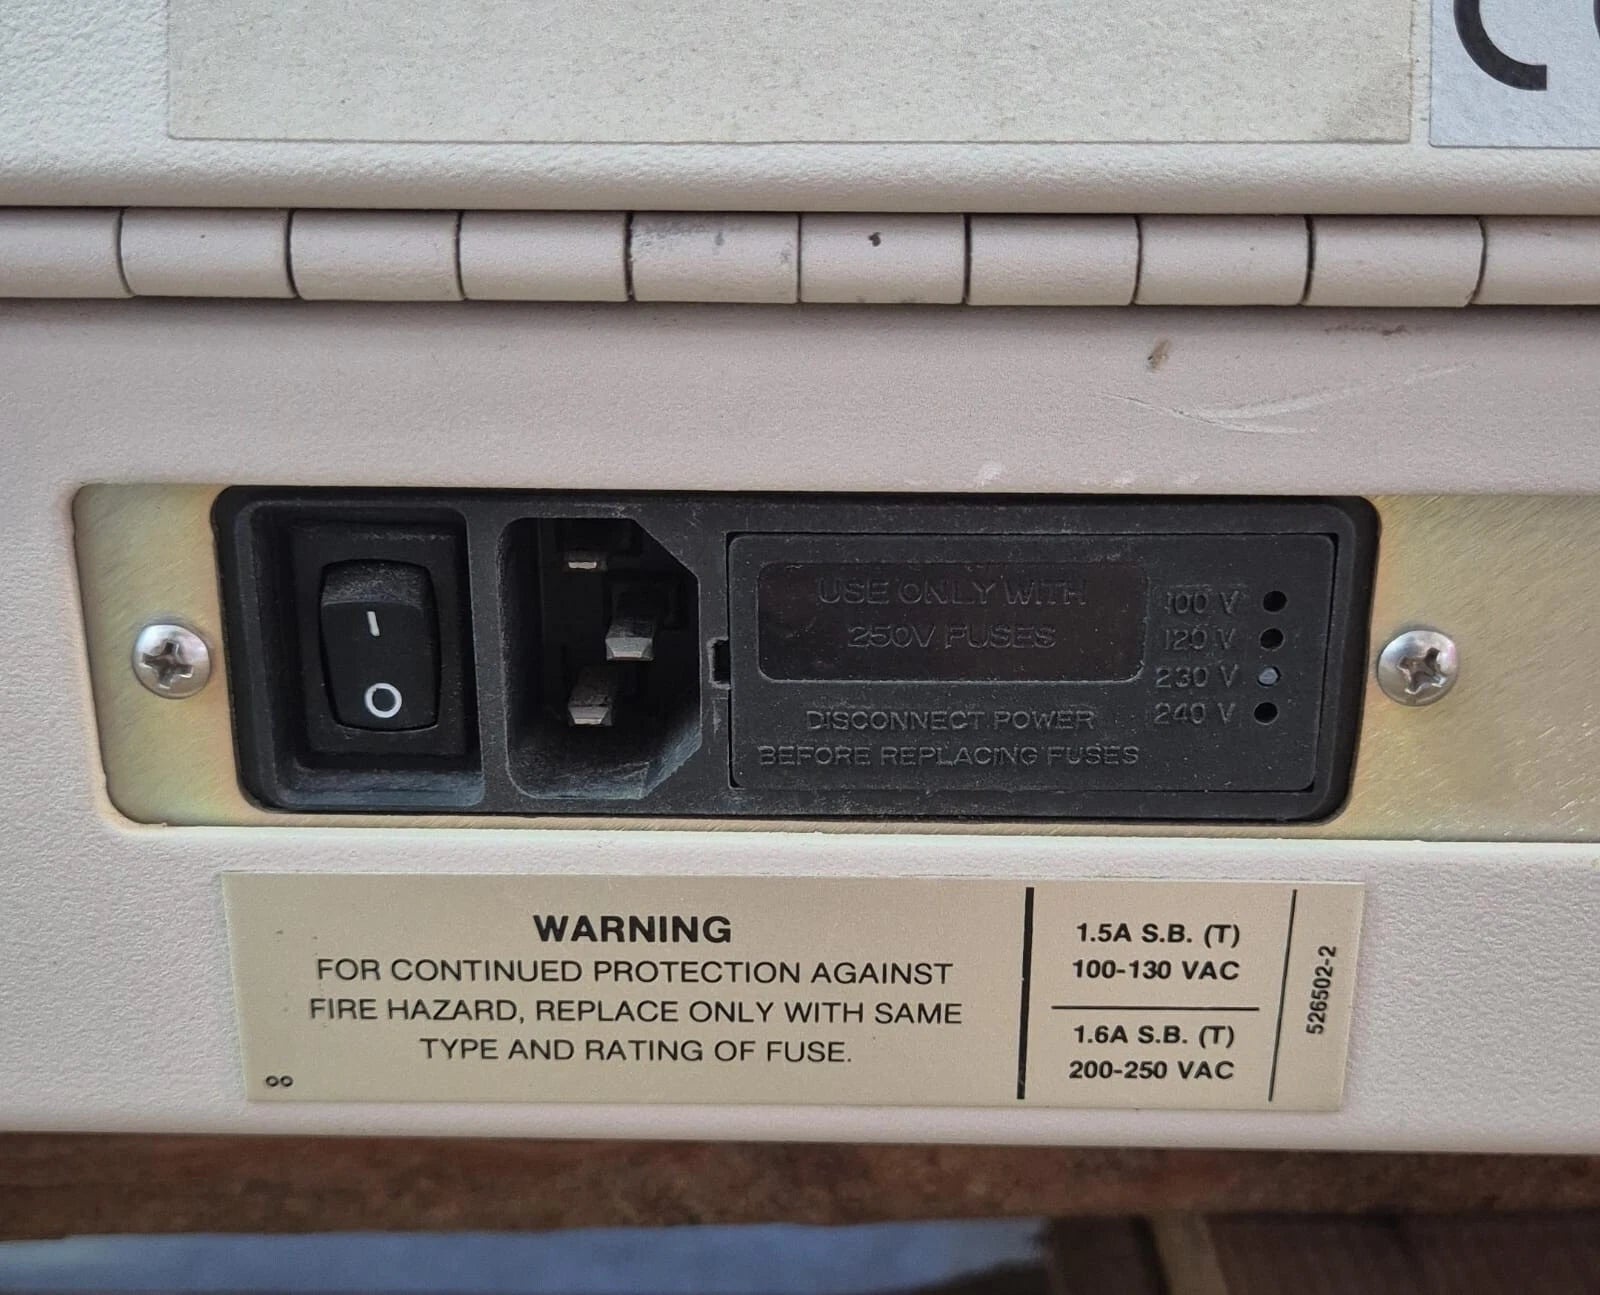 I
O
USE ONLY WITH
250V FUSES
100 V
120 V
230 V
240 V
DISCONNECT POWER
BEFORE REPLACING FUSES
WARNING
FOR CONTINUED PROTECTION AGAINST
FIRE HAZARD, REPLACE ONLY WITH SAME
TYPE AND RATING OF FUSE.
1.5A S.B. (T)
100-130 VAC
1.6A S.B. (T)
200-250 VAC
526502-2